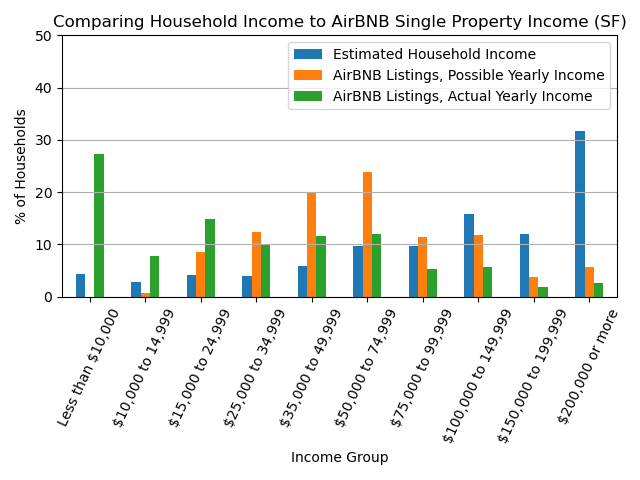 Comparing Household Income to AirBNB Single Property Income (SF)
50
40
30
20
10
0
% of Households
Estimated Household Income
AirBNB Listings, Possible Yearly Income
AirBNB Listings, Actual Yearly Income
Less than $10,000
$10,000 to 14,999
$15,000 to 24,999
$25,000 to 34,999
$35,000 to 49,999
$50,000 to 74,999
$75,000 to 99,999
$100,000 to 149,999
$150,000 to 199,999
$200,000 or more
Income Group